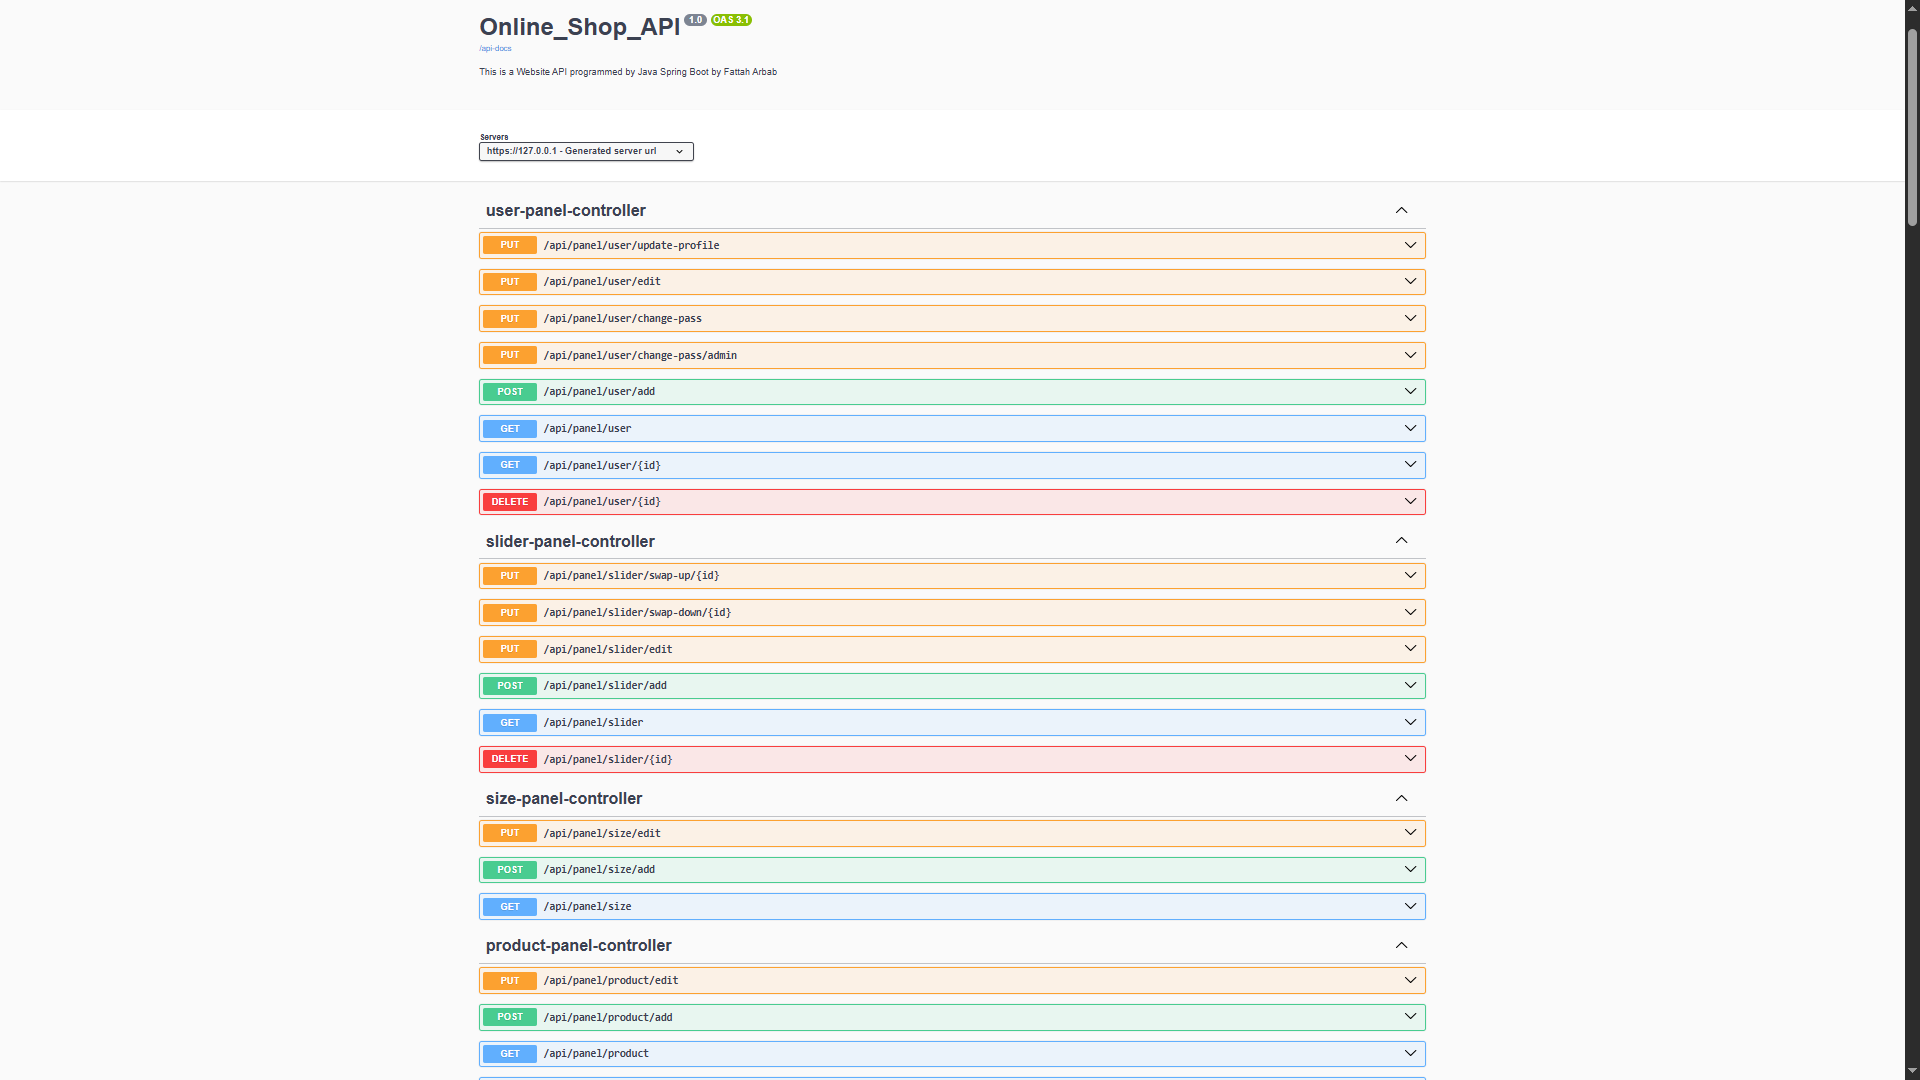 Online_Shop_API 1.0 OAS 3.1
/api-docs
This is a Website API programmed by Java Spring Boot by Fattah Arbab
Servers
https://127.0.0.1 - Generated server url
user-panel-controller
PUT /api/panel/user/update-profile
PUT /api/panel/user/edit
PUT /api/panel/user/change-pass
PUT /api/panel/user/change-pass/admin
POST /api/panel/user/add
GET /api/panel/user
GET /api/panel/user/{id}
DELETE /api/panel/user/{id}
slider-panel-controller
PUT /api/panel/slider/swap-up/{id}
PUT /api/panel/slider/swap-down/{id}
PUT /api/panel/slider/edit
POST /api/panel/slider/add
GET /api/panel/slider
DELETE /api/panel/slider/{id}
size-panel-controller
PUT /api/panel/size/edit
POST /api/panel/size/add
GET /api/panel/size
product-panel-controller
PUT /api/panel/product/edit
POST /api/panel/product/add
GET /api/panel/product